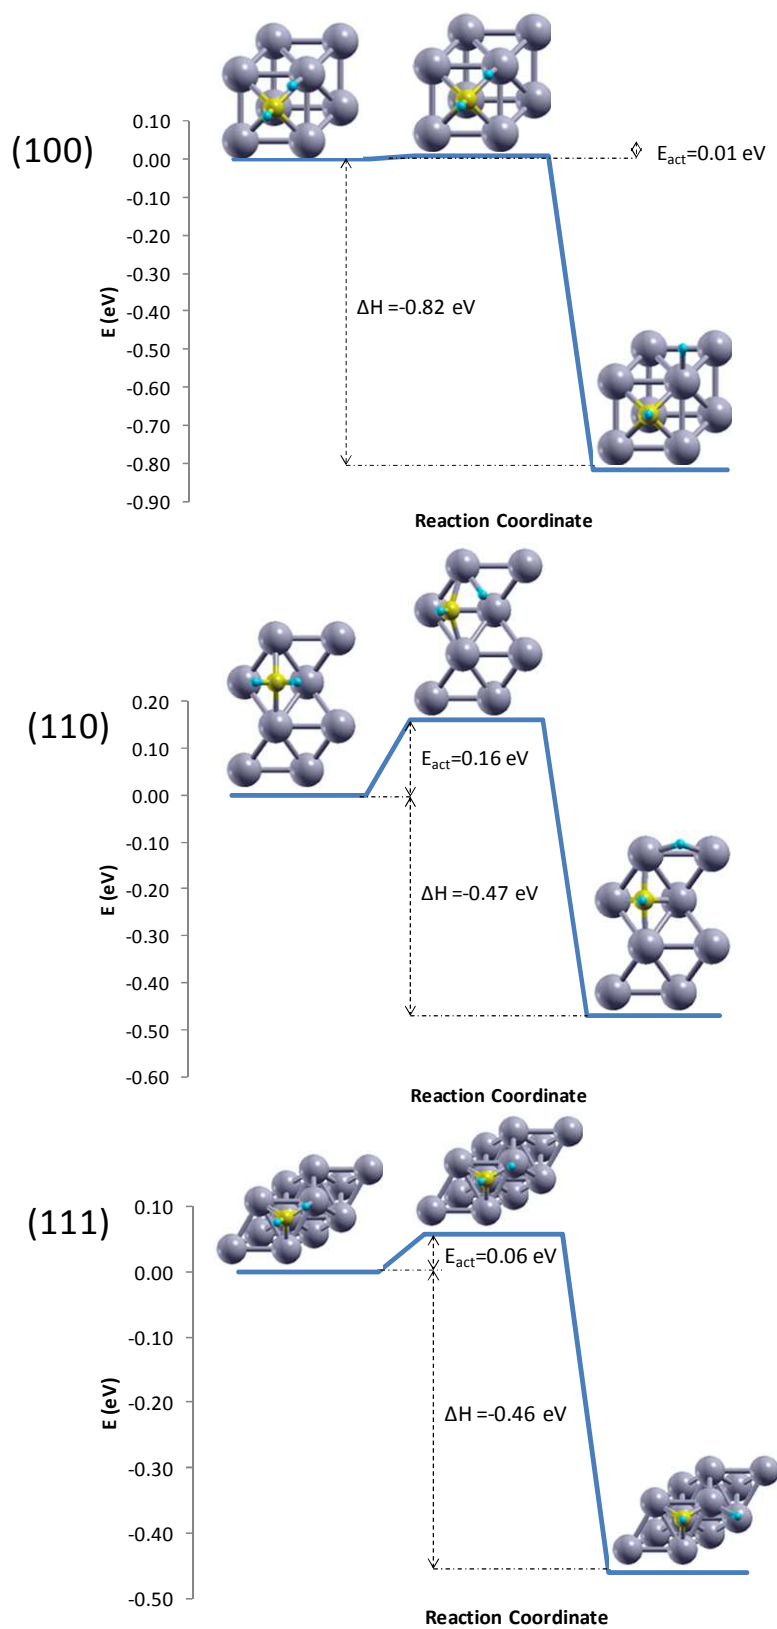 (100)
0.10
0.00
-0.10
-0.20
-0.30
-0.40
-0.50
-0.60
-0.70
-0.80
-0.90
E (eV)
Eact=0.01 eV
ΔH =-0.82 eV
Reaction Coordinate
(110)
0.20
0.10
0.00
-0.10
-0.20
-0.30
-0.40
-0.50
-0.60
E (eV)
Eact=0.16 eV
ΔH =-0.47 eV
Reaction Coordinate
(111)
0.10
0.00
-0.10
-0.20
-0.30
-0.40
-0.50
E (eV)
Eact=0.06 eV
ΔH =-0.46 eV
Reaction Coordinate